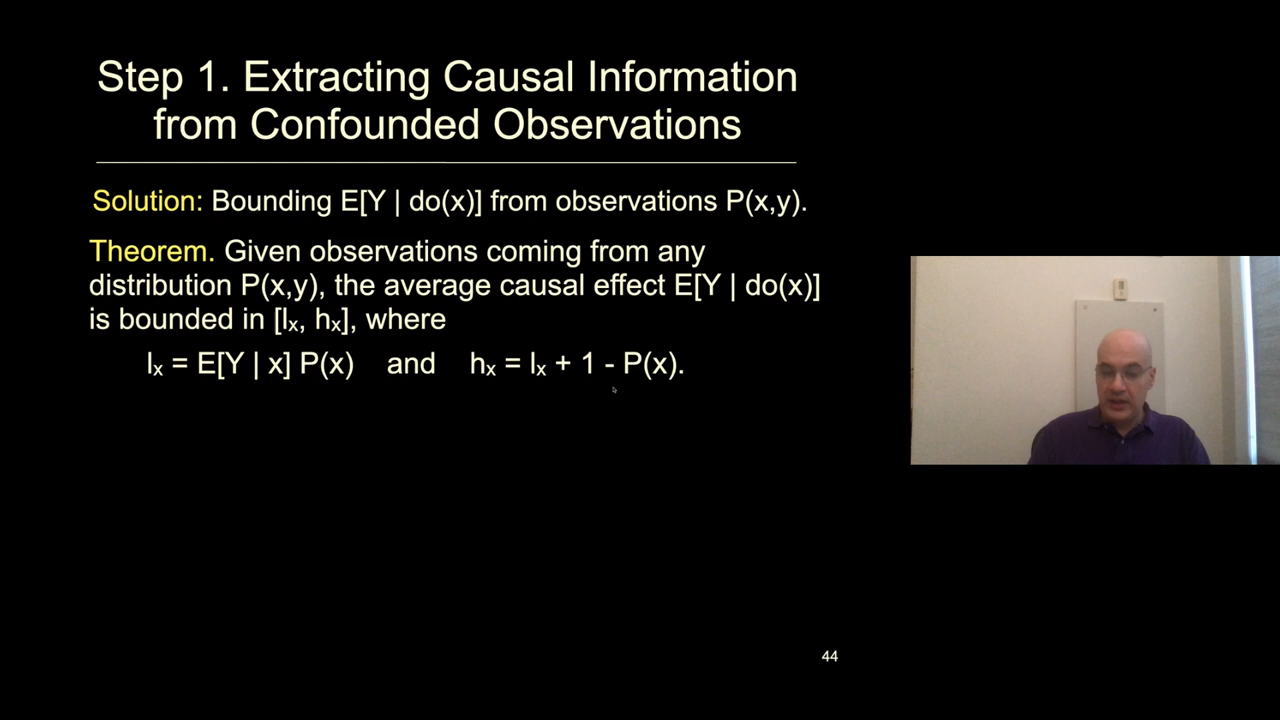 Step 1. Extracting Causal Information
from Confounded Observations
Solution: Bounding E[Y | do(x)] from observations P(x,y).
Theorem. Given observations coming from any
distribution P(x,y), the average causal effect E[Y | do(x)]
is bounded in [lₓ, hₓ], where
lₓ = E[Y | x] P(x) and hₓ = lₓ + 1 - P(x).
44